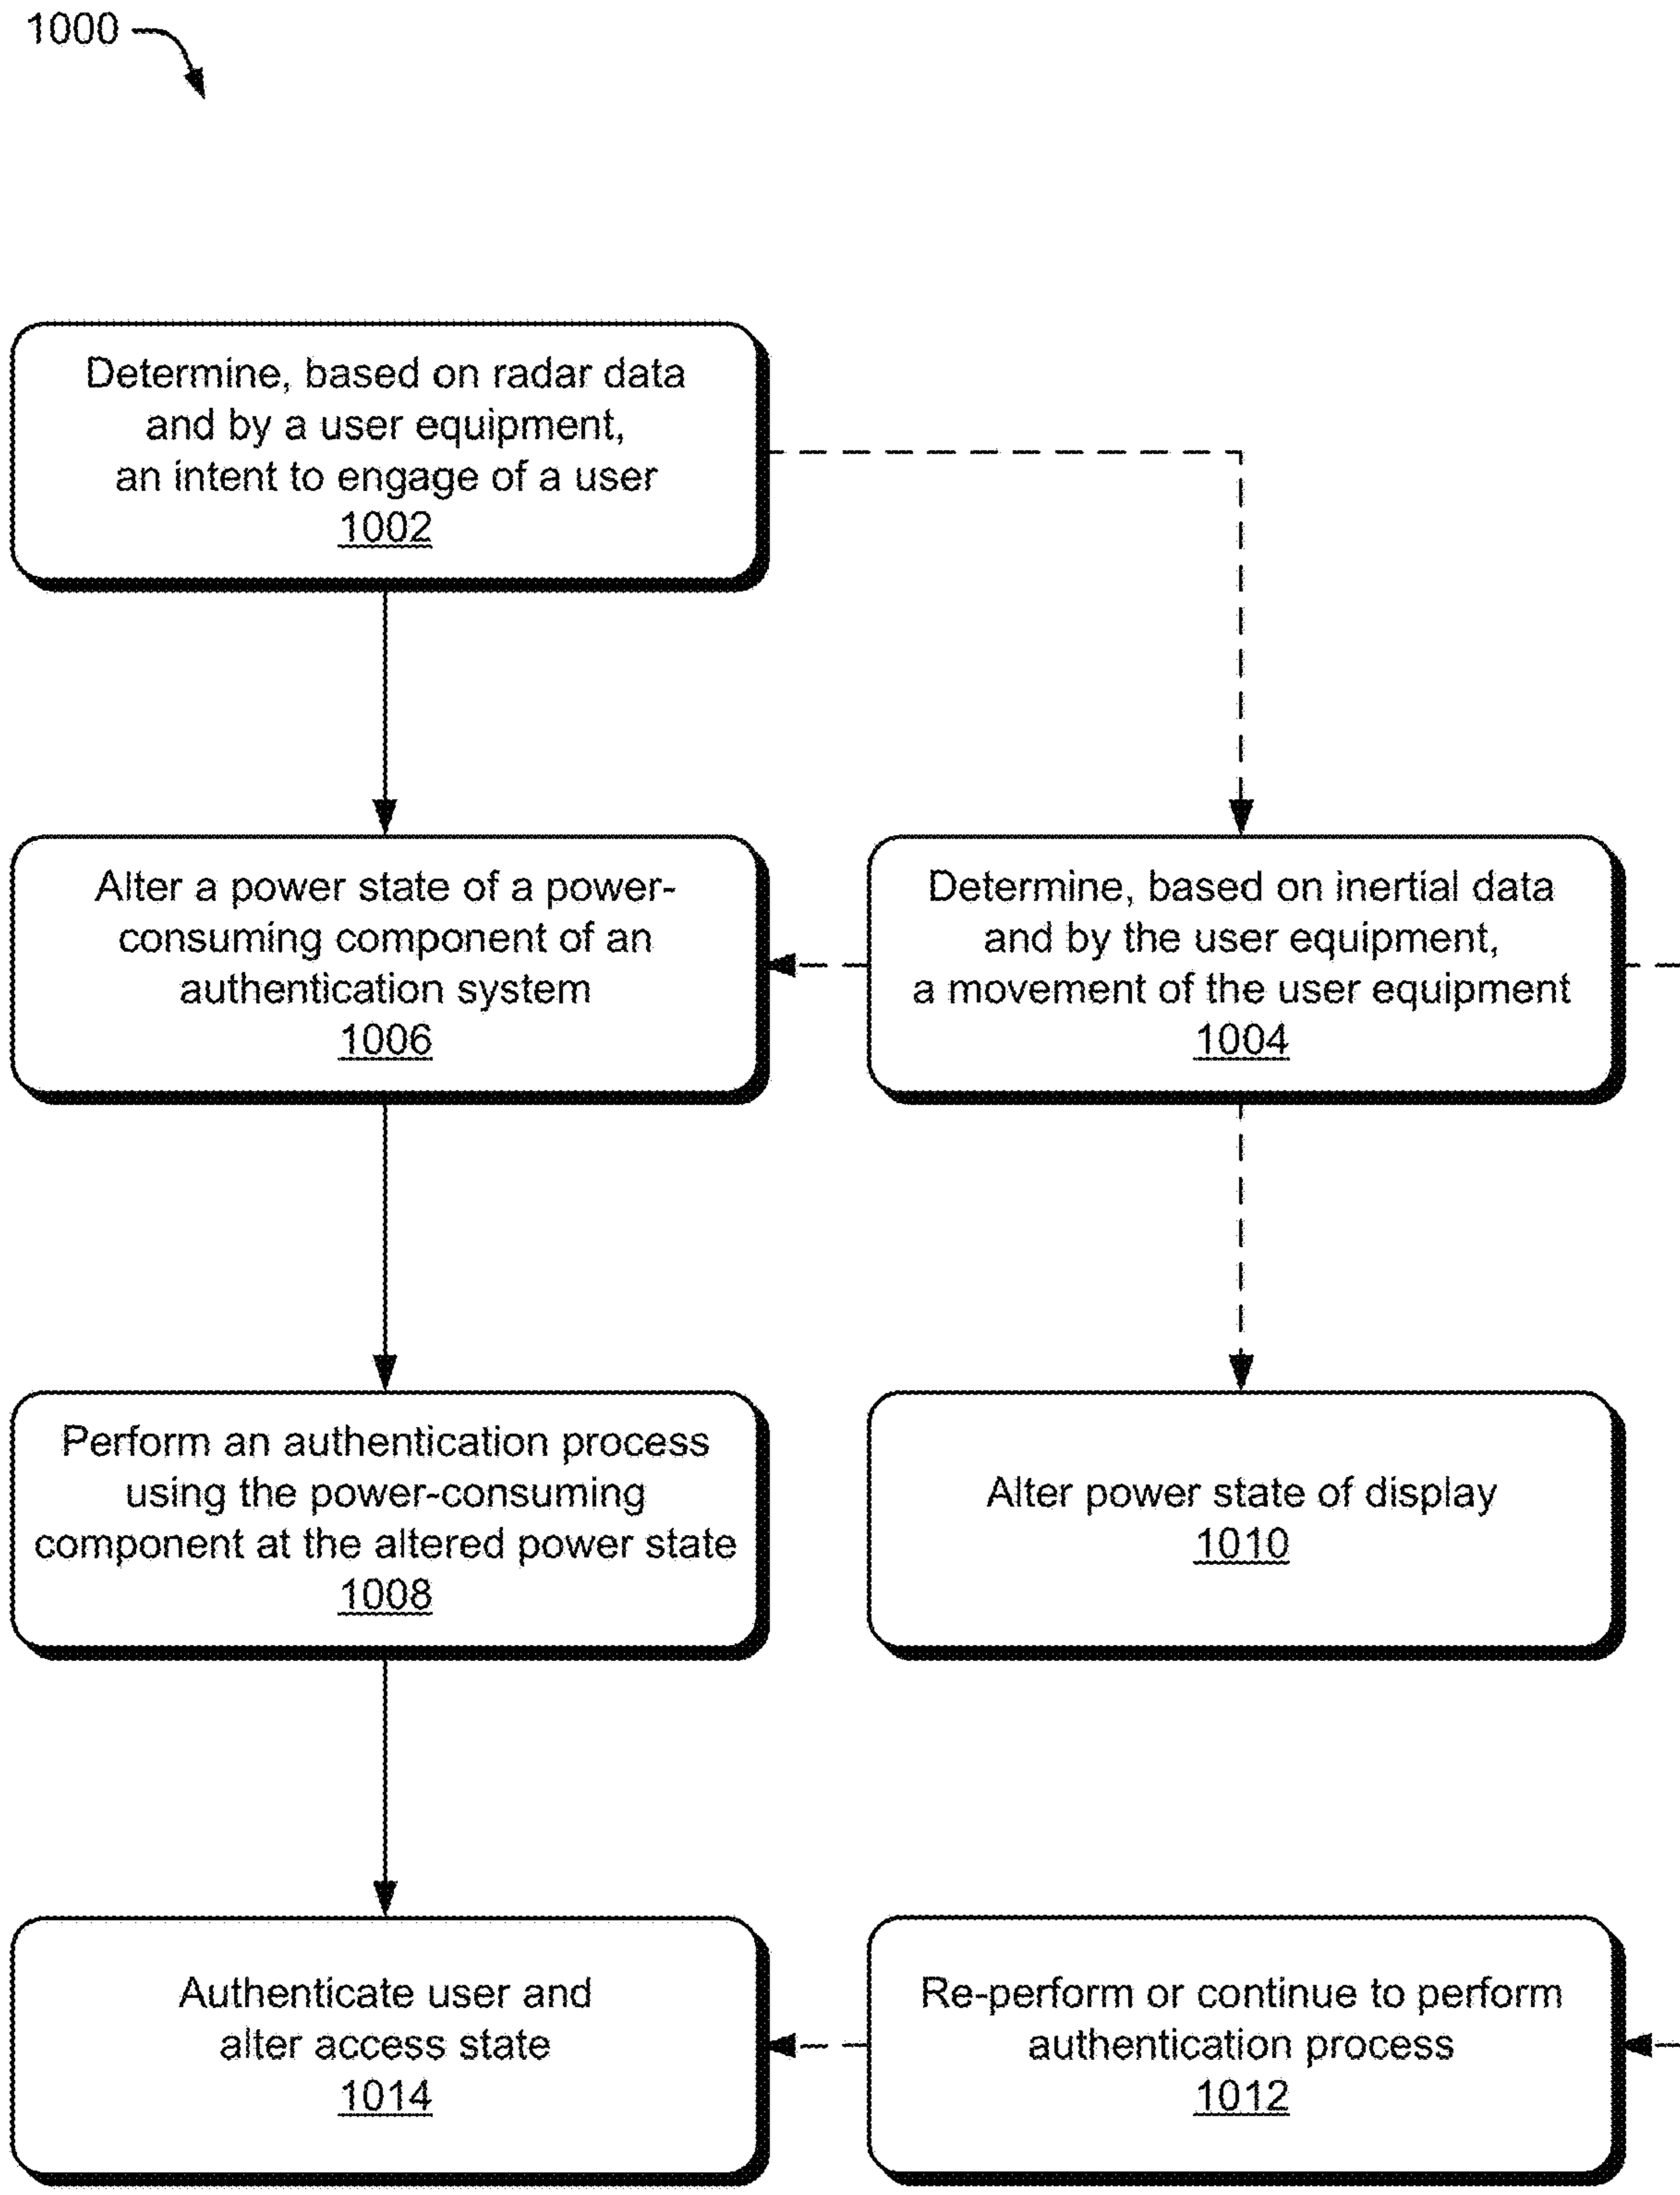 1000
Determine, based on radar data
and by a user equipment,
an intent to engage of a user
1002
Alter a power state of a power-
consuming component of an
authentication system
1006
Determine, based on inertial data
and by the user equipment,
a movement of the user equipment
1004
Perform an authentication process
using the power-consuming
component at the altered power state
1008
Alter power state of display
1010
Authenticate user and
alter access state
1014
Re-perform or continue to perform
authentication process
1012